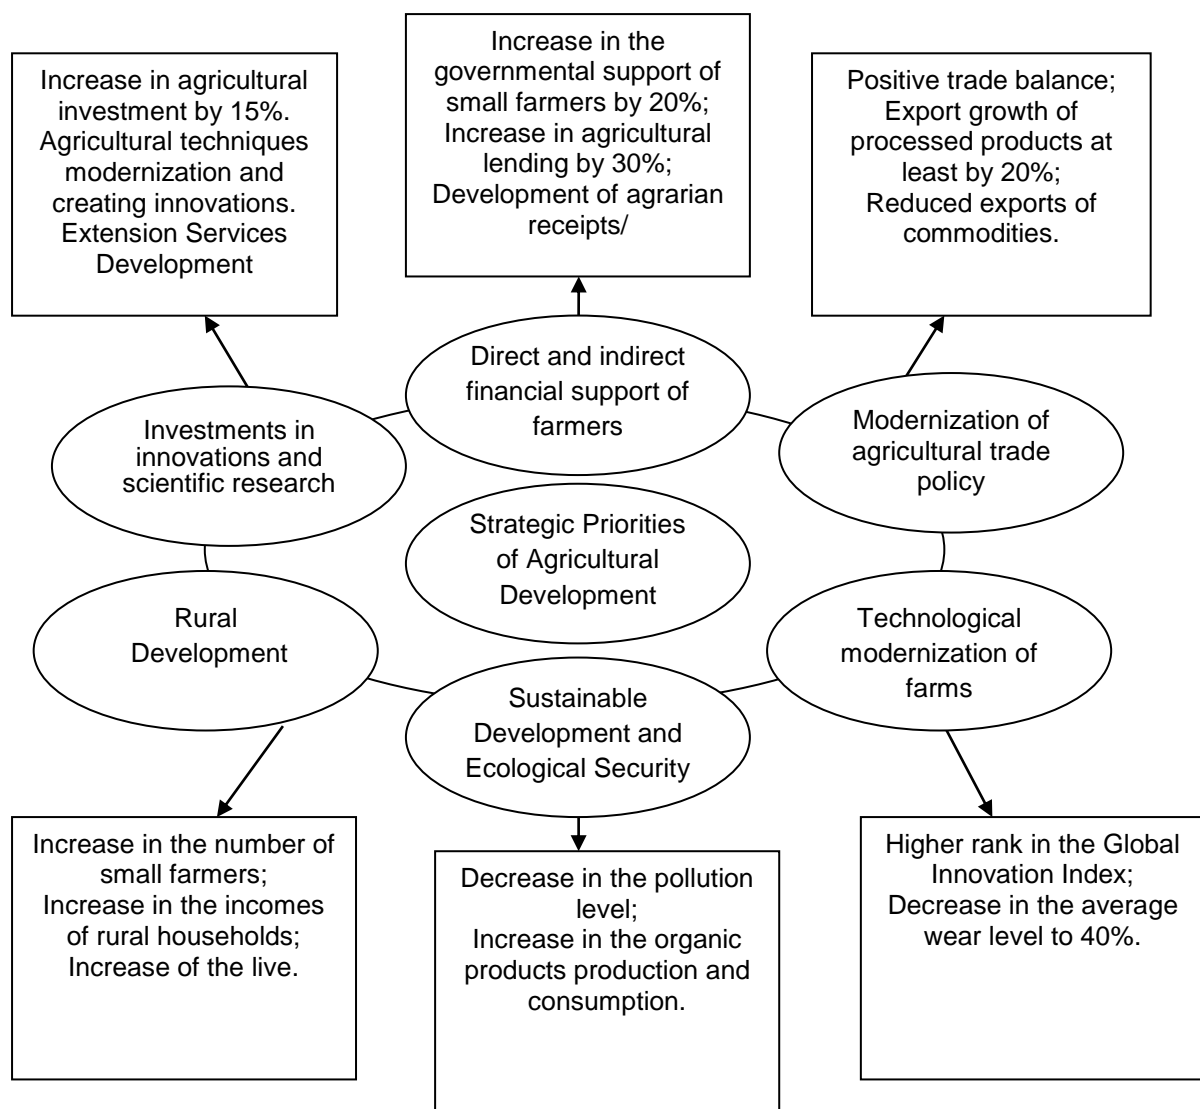 Increase in agricultural
investment by 15%.
Agricultural techniques
modernization and
creating innovations.
Extension Services
Development
Increase in the
governmental support of
small farmers by 20%;
Increase in agricultural
lending by 30%;
Development of agrarian
receipts/
Positive trade balance;
Export growth of
processed products at
least by 20%;
Reduced exports of
commodities.
Investments in
innovations and
scientific research
Direct and indirect
financial support of
farmers
Modernization of
agricultural trade
policy
Strategic Priorities
of Agricultural
Development
Rural
Development
Sustainable
Development and
Ecological Security
Technological
modernization of
farms
Increase in the number of
small farmers;
Increase in the incomes
of rural households;
Increase of the live.
Decrease in the pollution
level;
Increase in the organic
products production and
consumption.
Higher rank in the Global
Innovation Index;
Decrease in the average
wear level to 40%.